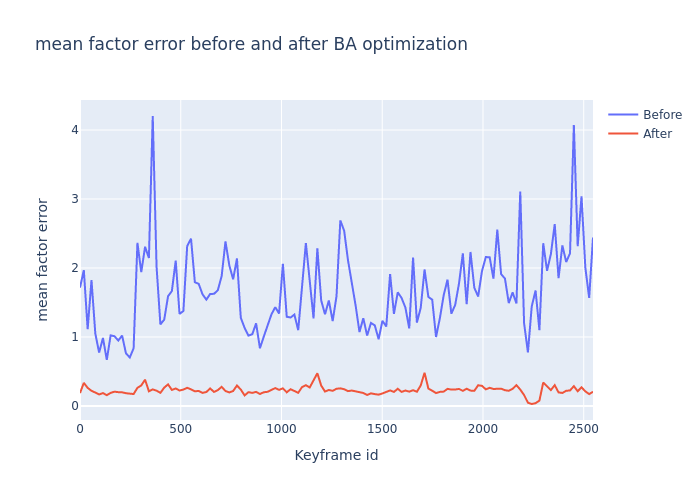 mean factor error before and after BA optimization
Before
After
4
3
2
1
0
mean factor error
0
500
1000
1500
2000
2500
Keyframe id